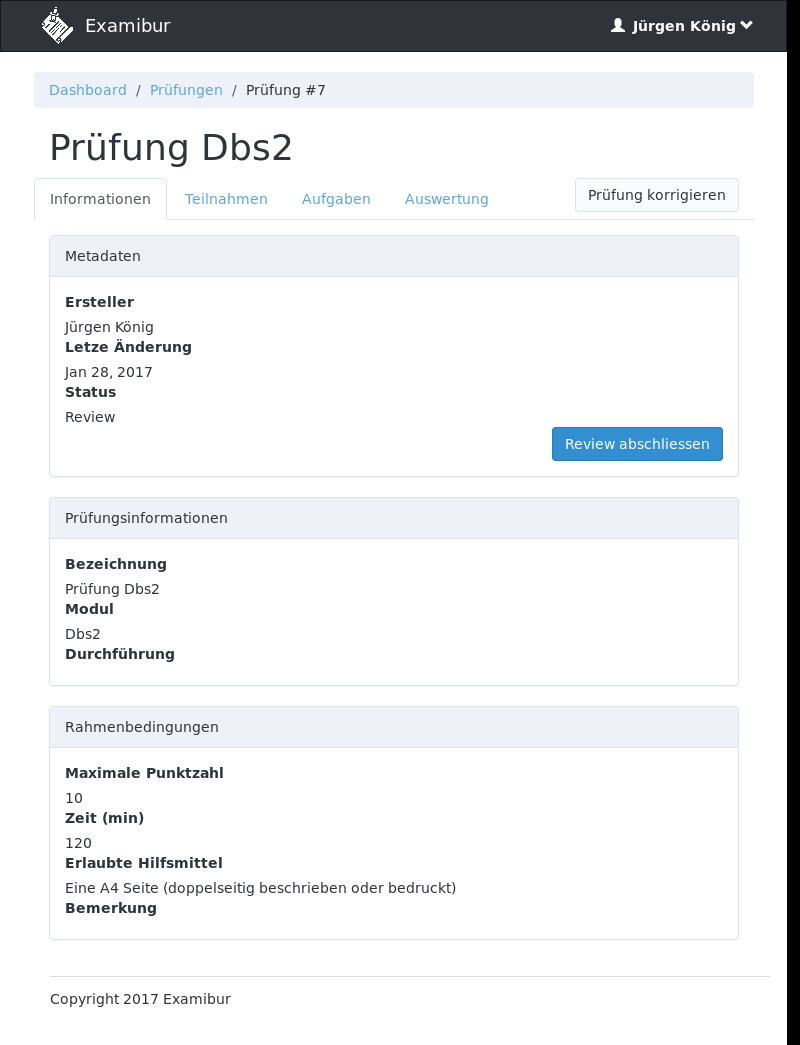 Examibur
Jürgen König
Dashboard / Prüfungen / Prüfung #7
Prüfung Dbs2
Informationen Teilnahmen Aufgaben Auswertung Prüfung korrigieren
Metadaten
Ersteller
Jürgen König
Letze Änderung
Jan 28, 2017
Status
Review
Review abschliessen
Prüfungsinformationen
Bezeichnung
Prüfung Dbs2
Modul
Dbs2
Durchführung
Rahmenbedingungen
Maximale Punktzahl
10
Zeit (min)
120
Erlaubte Hilfsmittel
Eine A4 Seite (doppelseitig beschrieben oder bedruckt)
Bemerkung
Copyright 2017 Examibur